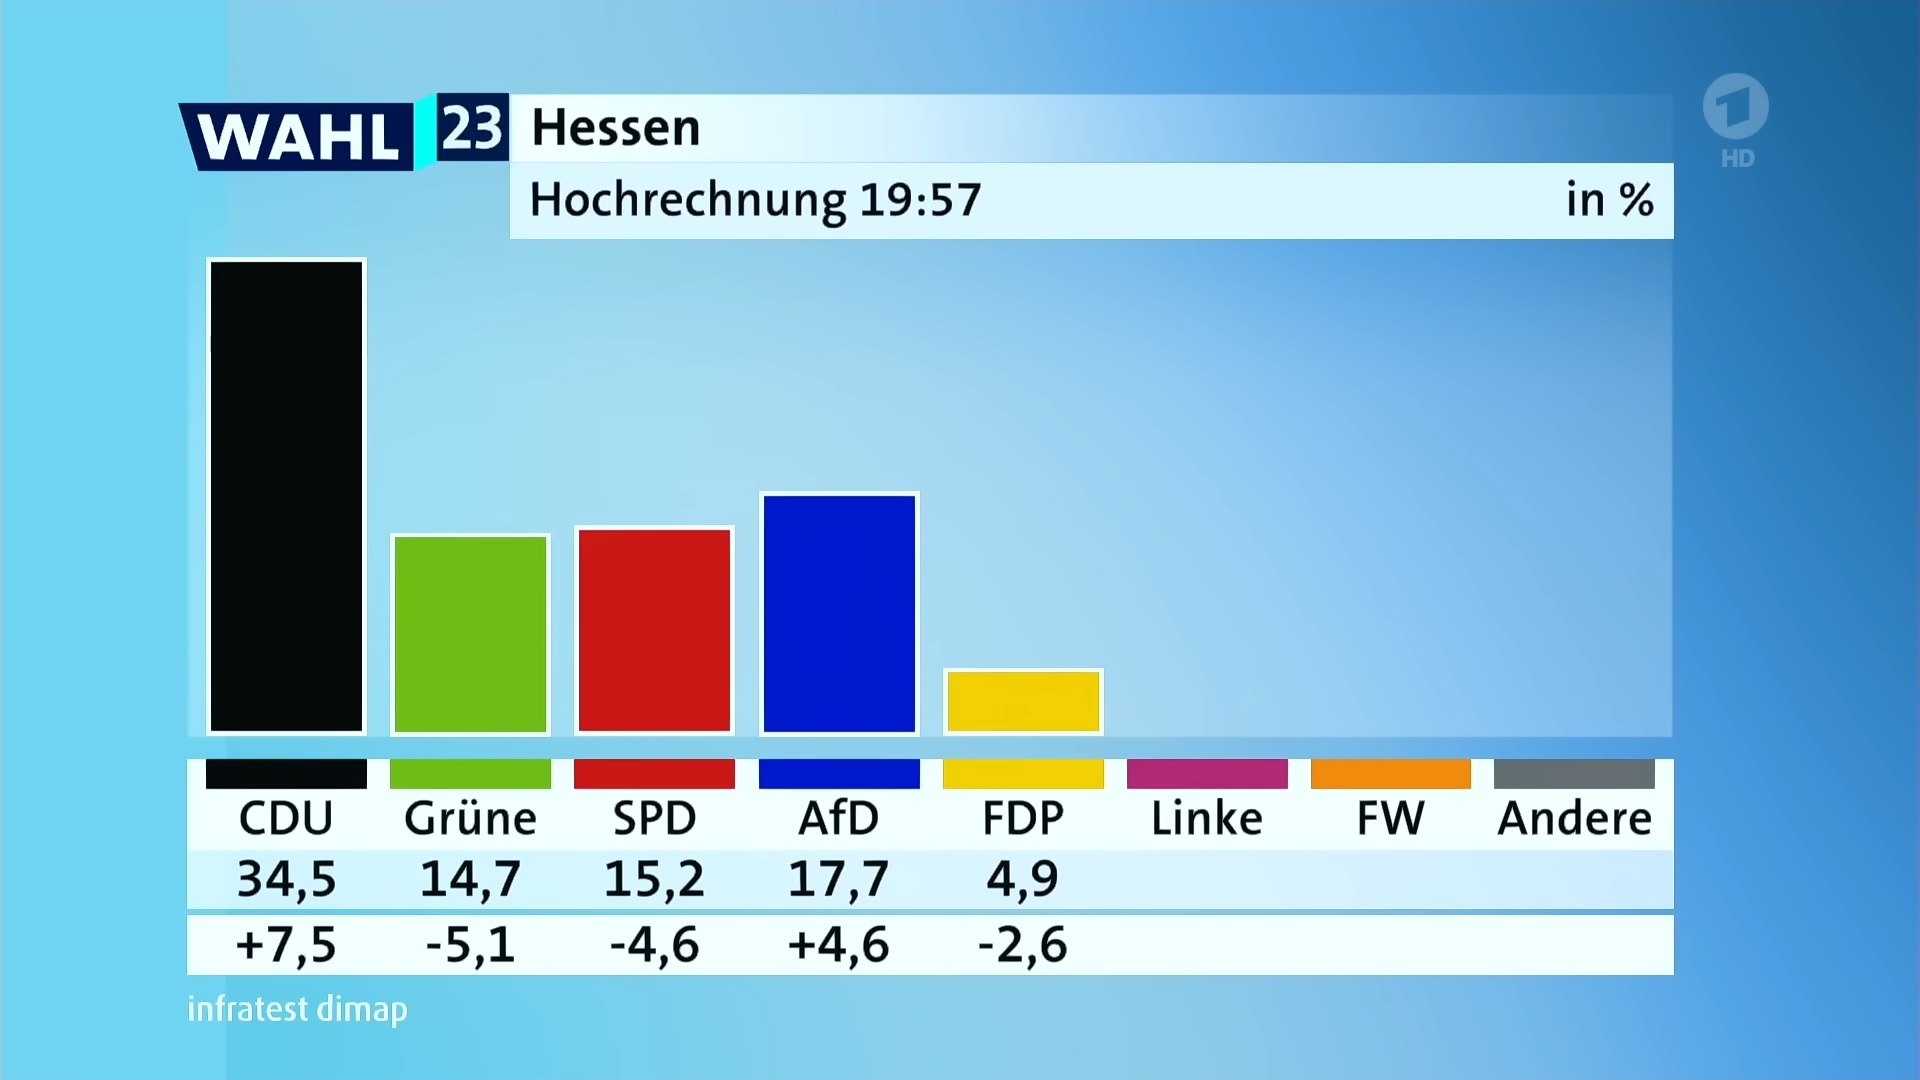 WAHL 23 Hessen
Hochrechnung 19:57 in %
HD
CDU Grüne SPD AfD FDP Linke FW Andere
34,5 14,7 15,2 17,7 4,9
+7,5 -5,1 -4,6 +4,6 -2,6
infratest dimap